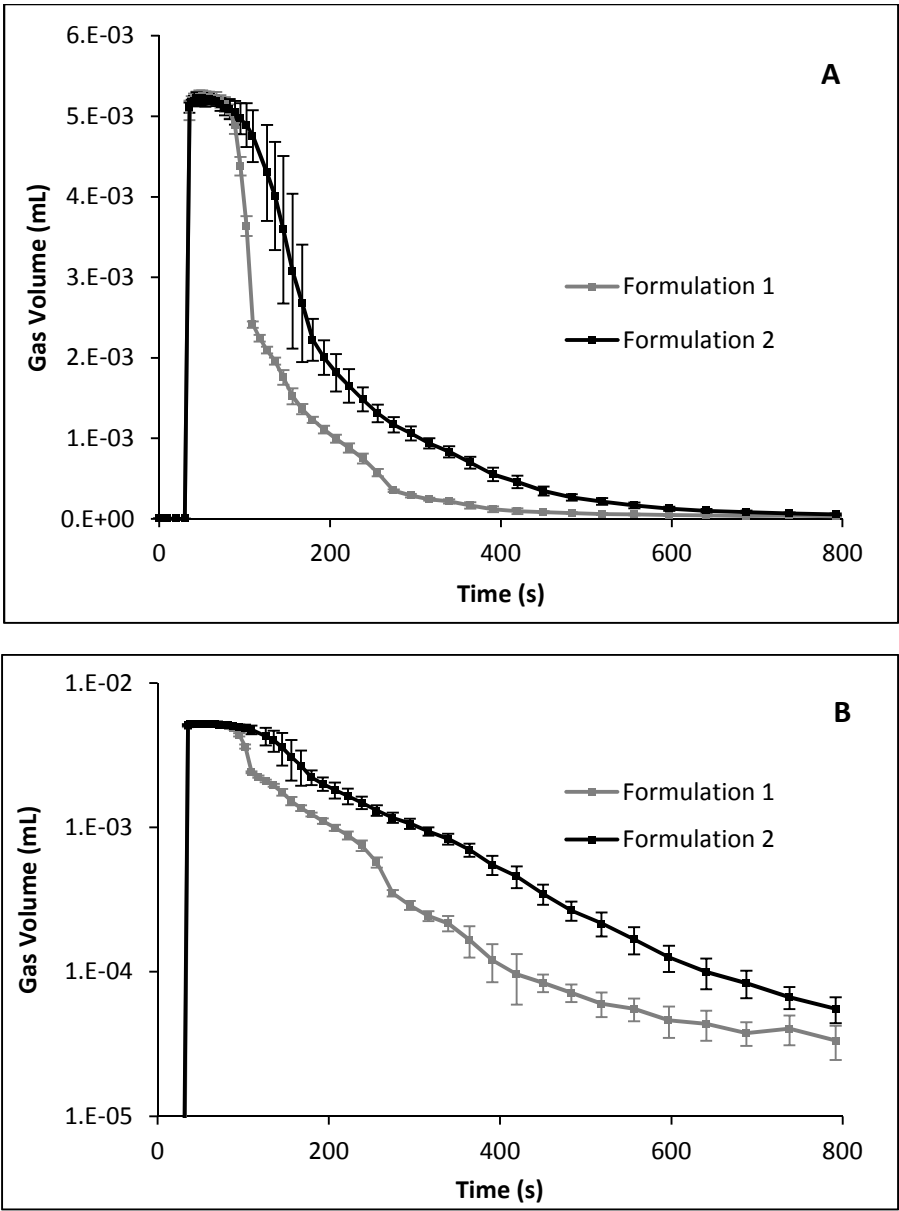 A
6.E-03
5.E-03
4.E-03
3.E-03
2.E-03
1.E-03
0.E+00
Gas Volume (mL)
Formulation 1
Formulation 2
0 200 400 600 800
Time (s)
B
1.E-02
1.E-03
1.E-04
1.E-05
Gas Volume (mL)
Formulation 1
Formulation 2
0 200 400 600 800
Time (s)